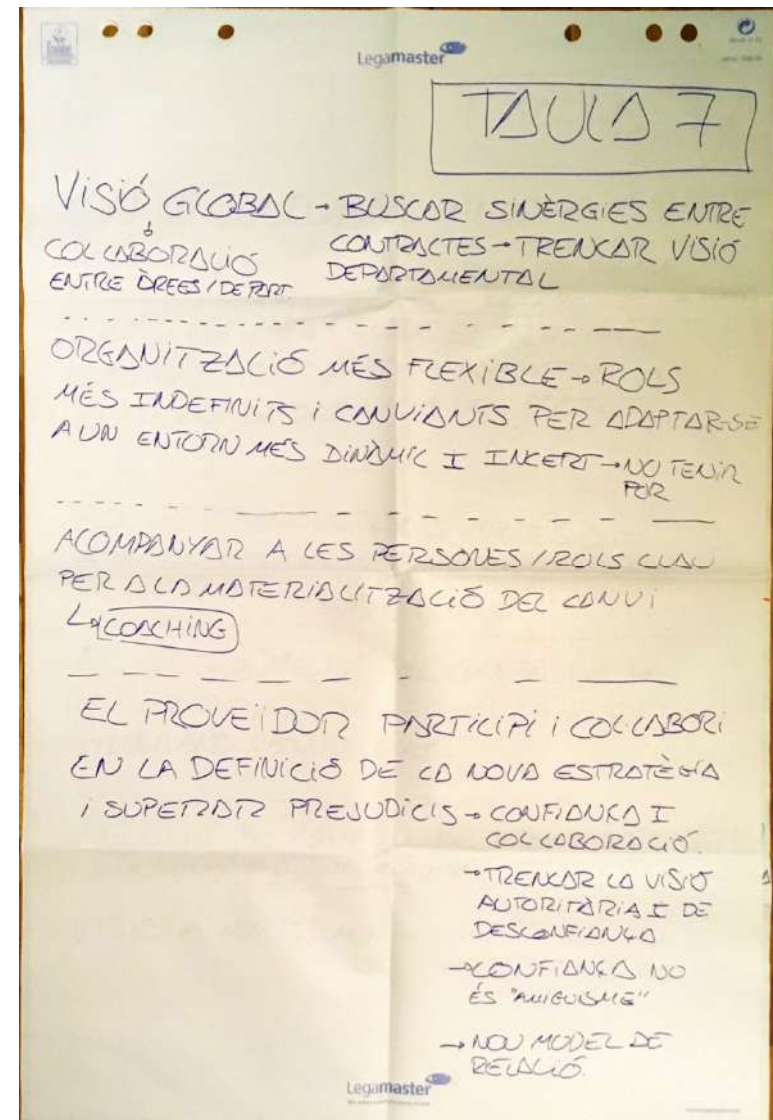 Legamaster
TAULA 7
VISIÓ GLOBAL → BUSCAR SINÈRGIES ENTRE
COL·LABORACIÓ
ENTRE ÀREES / DEPART.
CONTRACTES → TRENCAR VISIÓ
DEPARTAMENTAL
ORGANITZACIÓ MÉS FLEXIBLE → ROLS
MÉS INDEFINITS I CANVIANTS PER ADAPTAR-SE
A UN ENTORN MÉS DINÀMIC I INCERT → NO TENIR
POR
ACOMPANYAR A LES PERSONES / ROLS CLAU
PER A LA MATERIALITZACIÓ DEL CANVI
↳ COACHING
EL PROVEÏDOR PARTICIPI I COL·LABORI
EN LA DEFINICIÓ DE LA NOVA ESTRATÈGIA
I SUPERAR PREJUDICIS → CONFIANÇA I
COL·LABORACIÓ.
→ TRENCAR LA VISIÓ
AUTORITÀRIA I DE
DESCONFIANÇA
→ CONFIANÇA NO
ÉS "AMIGUISME"
→ NOU MODEL DE
RELACIÓ.
Legamaster